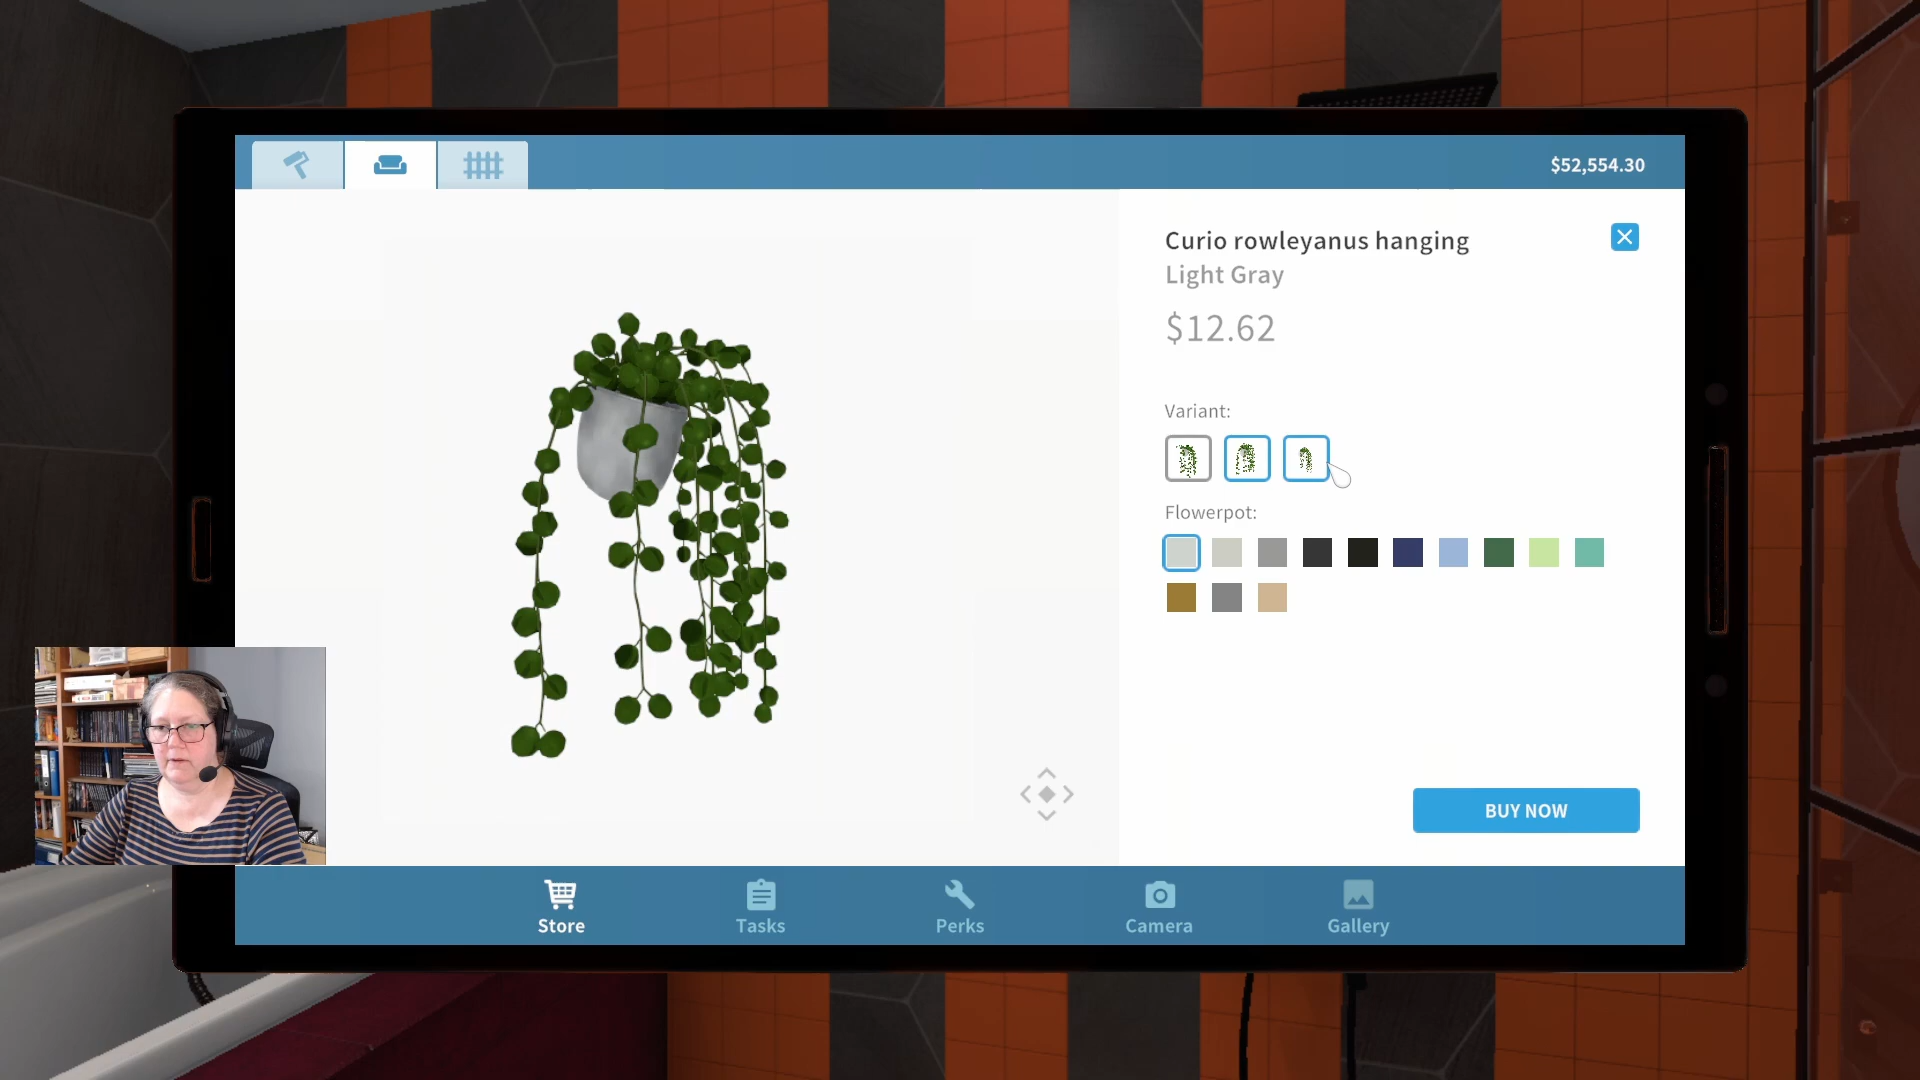 $52,554.30
Curio rowleyanus hanging
Light Gray
$12.62
Variant:
Flowerpot:
BUY NOW
Store
Tasks
Perks
Camera
Gallery